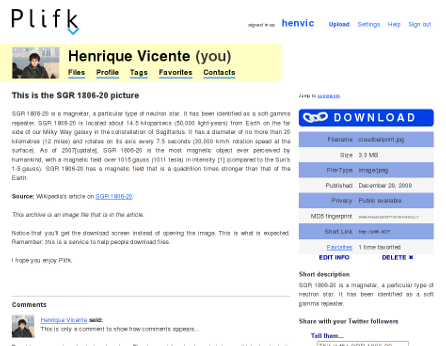 Plifk
signed in as: henvic Upload Settings Help Sign out
Henrique Vicente (you)
Files Profile Tags Favorites Contacts
This is the SGR 1806-20 picture
SGR 1806-20 is a magnetar, a particular type of neutron star. It has been identified as a soft gamma
repeater. SGR 1806-20 is located about 14.5 kiloparsecs (50,000 light-years) from Earth on the far
side of our Milky Way galaxy in the constellation of Sagittarius. It has a diameter of no more than 20
kilometres (12 miles) and rotates on its axis every 7.5 seconds (30,000 km/h rotation speed at the
surface). As of 2007[update], SGR 1806-20 is the most magnetic object ever perceived by
humankind, with a magnetic field over 1015 gauss (1011 tesla) in intensity [1] (compared to the Sun's
1-5 gauss). SGR 1806-20 has a magnetic field that is a quadrillion times stronger than that of the
Earth.
Source: Wikipedia's article on SGR 1806-20.
This archive is an image file that is in the article.
Notice that you'll get the download screen instead of opening the image. This is what is expected.
Remember: this is a service to help people download files.
I hope you enjoy Plifk.
Comments
Henrique Vicente said:
This is only a comment to show how comments appears...
Jump to comments.
DOWNLOAD
Filename cloudballprint.jpg
Size 3.3 MB
File-Type image/jpeg
Published December 29, 2009
Privacy Public available
MD5 fingerprint
Short Link
Favorites 1 time favorited
EDIT INFO DELETE ✖
Short description
SGR 1806-20 is a magnetar, a particular type of
neutron star. It has been identified as a soft
gamma repeater.
Share with your Twitter followers
Tell them...
This is the SGR 1806-20